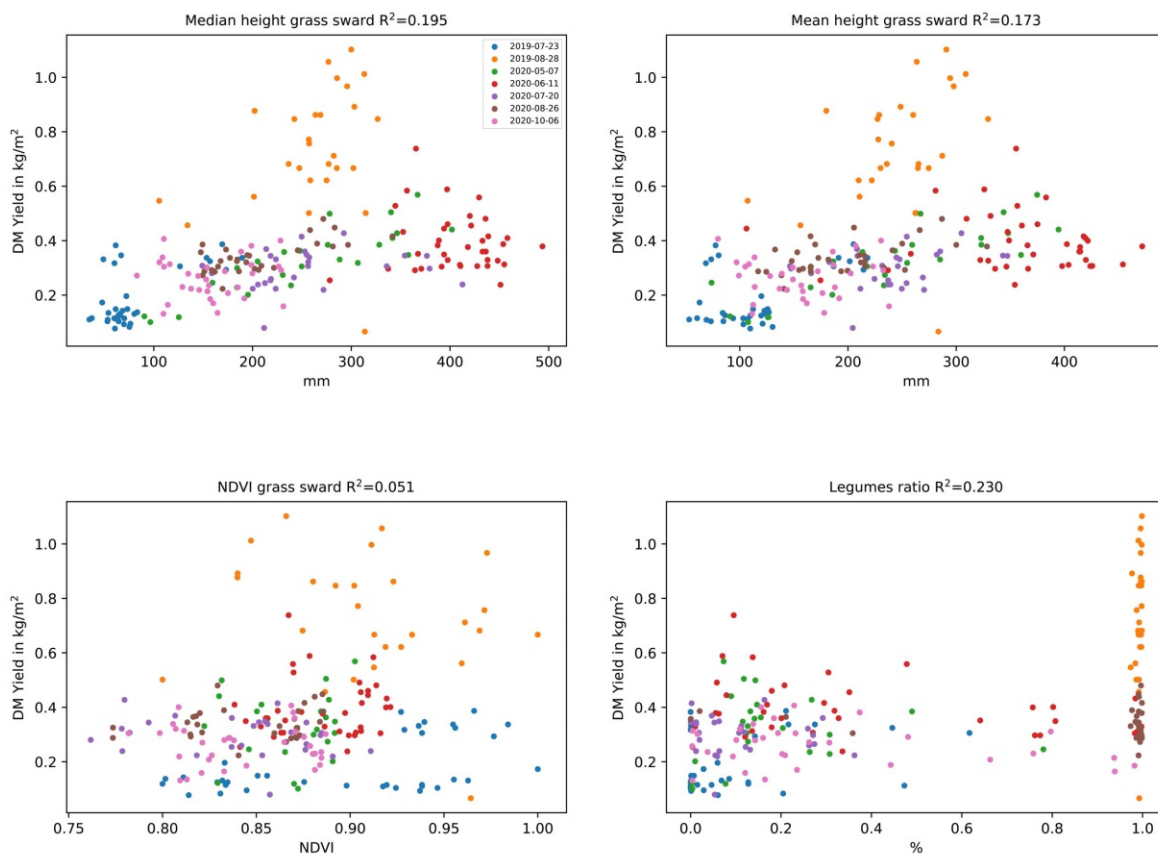 Median height grass sward R²=0.195
DM Yield in kg/m²
1.0
0.8
0.6
0.4
0.2
2019-07-23
2019-08-28
2020-05-07
2020-06-11
2020-07-20
2020-08-26
2020-10-06
100 200 300 400 500
mm
Mean height grass sward R²=0.173
DM Yield in kg/m²
1.0
0.8
0.6
0.4
0.2
100 200 300 400
mm
NDVI grass sward R²=0.051
DM Yield in kg/m²
1.0
0.8
0.6
0.4
0.2
0.75 0.80 0.85 0.90 0.95 1.00
NDVI
Legumes ratio R²=0.230
DM Yield in kg/m²
1.0
0.8
0.6
0.4
0.2
0.0 0.2 0.4 0.6 0.8 1.0
%